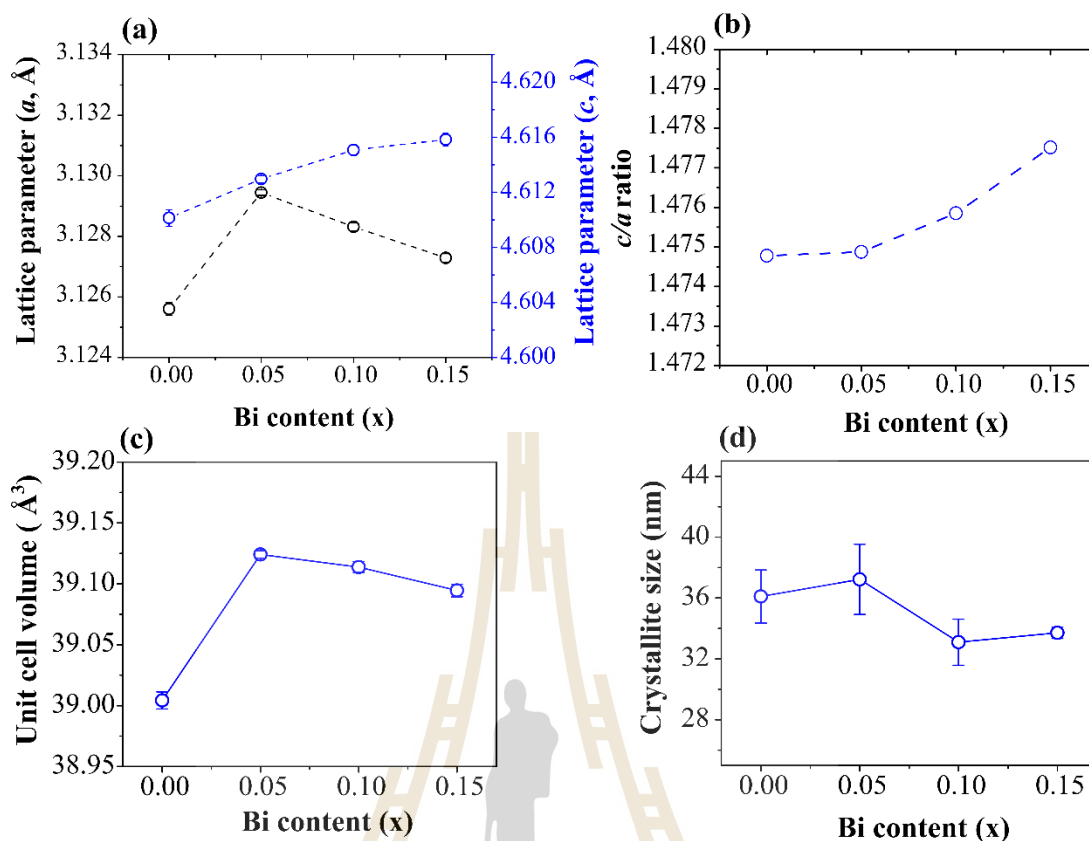 (a)
3.134
3.132
3.130
3.128
3.126
3.124
Lattice parameter (a, Å)
4.620
4.616
4.612
4.608
4.604
4.600
Lattice parameter (c, Å)
0.00 0.05 0.10 0.15
Bi content (x)
(b)
1.480
1.479
1.477
1.476
1.475
1.474
1.473
1.472
c/a ratio
0.00 0.05 0.10 0.15
Bi content (x)
(c)
39.20
39.15
39.10
39.05
39.00
38.95
Unit cell volume ( Å3)
0.00 0.05 0.10 0.15
Bi content (x)
(d)
44
40
36
32
28
Crystallite size (nm)
0.00 0.05 0.10 0.15
Bi content (x)